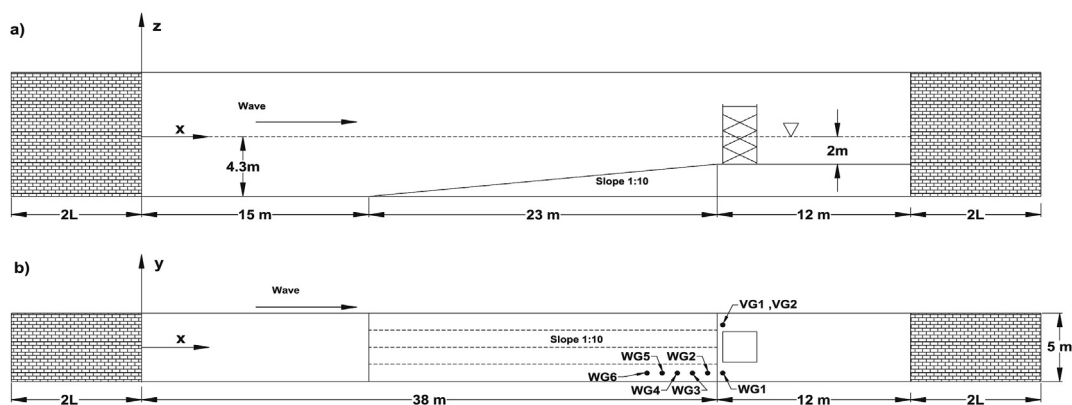 a)
z
Wave
x
4.3m
2m
Slope 1:10
2L
15 m
23 m
12 m
2L
b)
y
Wave
VG1 ,VG2
x
Slope 1:10
5 m
WG5
WG2
WG6
WG4
WG3
WG1
2L
38 m
12 m
2L